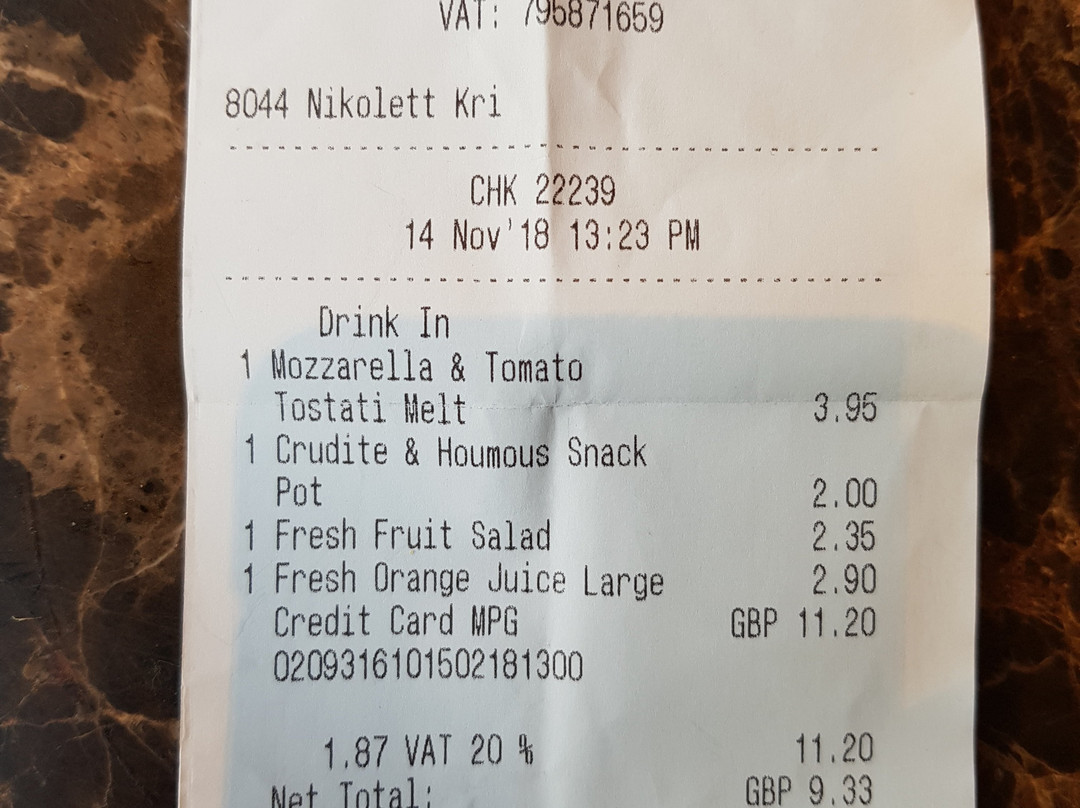 VAT: 795871659
8044 Nikolett Kri
CHK 22239
14 Nov'18 13:23 PM
Drink In
1 Mozzarella & Tomato
Tostati Melt 3.95
1 Crudite & Houmous Snack
Pot 2.00
1 Fresh Fruit Salad 2.35
1 Fresh Orange Juice Large 2.90
Credit Card MPG GBP 11.20
0209316101502181300
1.87 VAT 20 % 11.20
Net Total: GBP 9.33